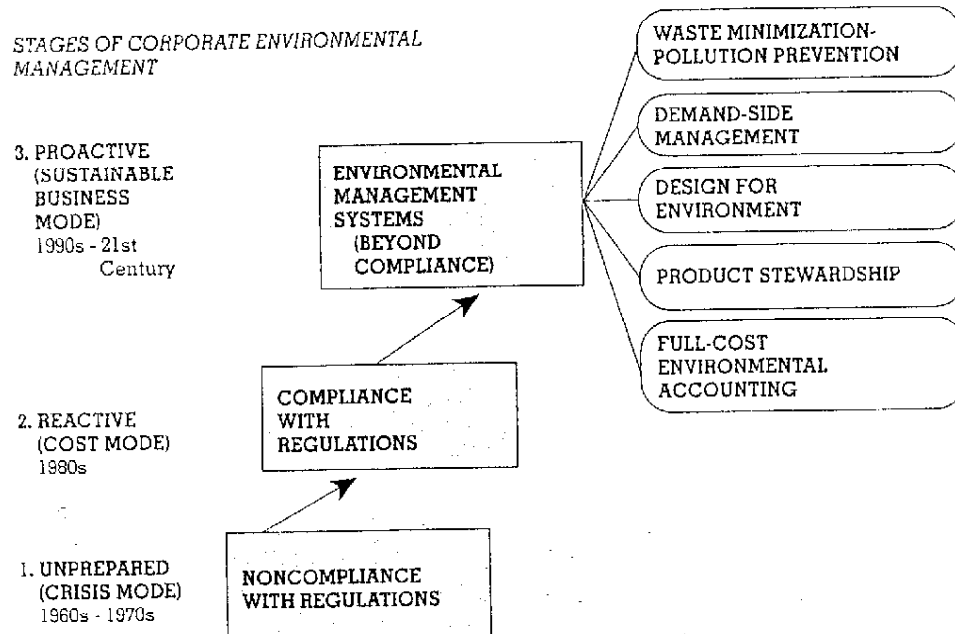 STAGES OF CORPORATE ENVIRONMENTAL
MANAGEMENT
3. PROACTIVE
(SUSTAINABLE
BUSINESS
MODE)
1990s - 21st
Century
ENVIRONMENTAL
MANAGEMENT
SYSTEMS
(BEYOND
COMPLIANCE)
WASTE MINIMIZATION-
POLLUTION PREVENTION
DEMAND-SIDE
MANAGEMENT
DESIGN FOR
ENVIRONMENT
PRODUCT STEWARDSHIP
FULL-COST
ENVIRONMENTAL
ACCOUNTING
2. REACTIVE
(COST MODE)
1980s
COMPLIANCE
WITH
REGULATIONS
1. UNPREPARED
(CRISIS MODE)
1960s - 1970s
NONCOMPLIANCE
WITH REGULATIONS